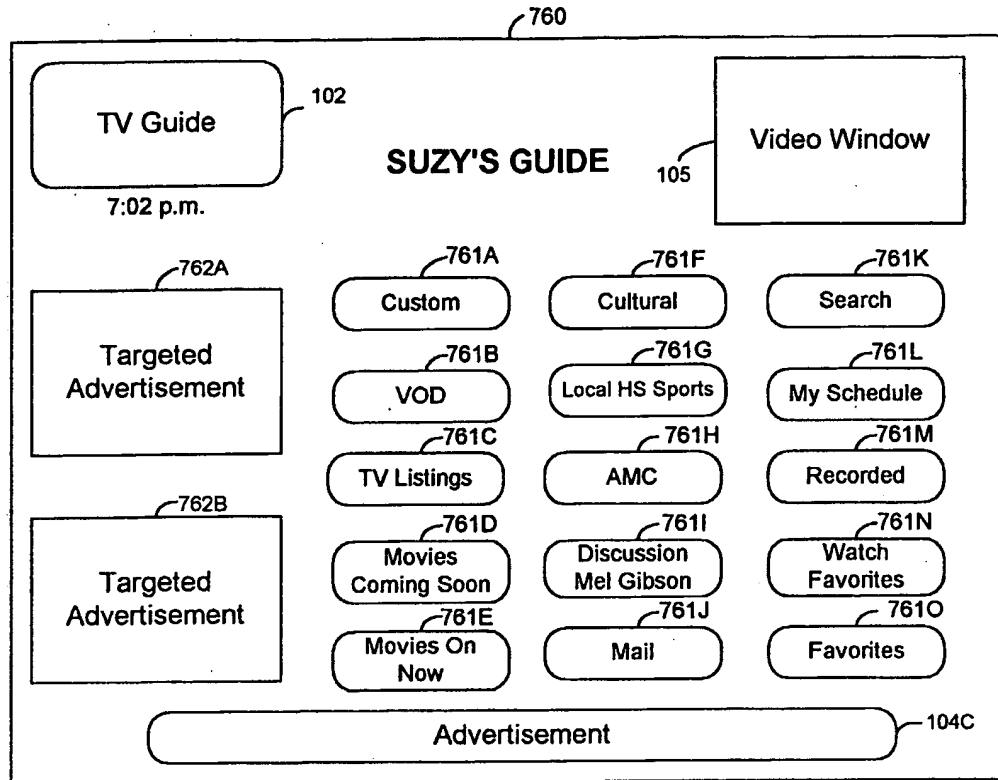 760
TV Guide
102
SUZY'S GUIDE
105
Video Window
7:02 p.m.
762A
Targeted
Advertisement
762B
Targeted
Advertisement
761A
Custom
761B
VOD
761C
TV Listings
761D
Movies
Coming Soon
761E
Movies On
Now
761F
Cultural
761G
Local HS Sports
761H
AMC
761I
Discussion
Mel Gibson
761J
Mail
761K
Search
761L
My Schedule
761M
Recorded
761N
Watch
Favorites
761O
Favorites
Advertisement
104C